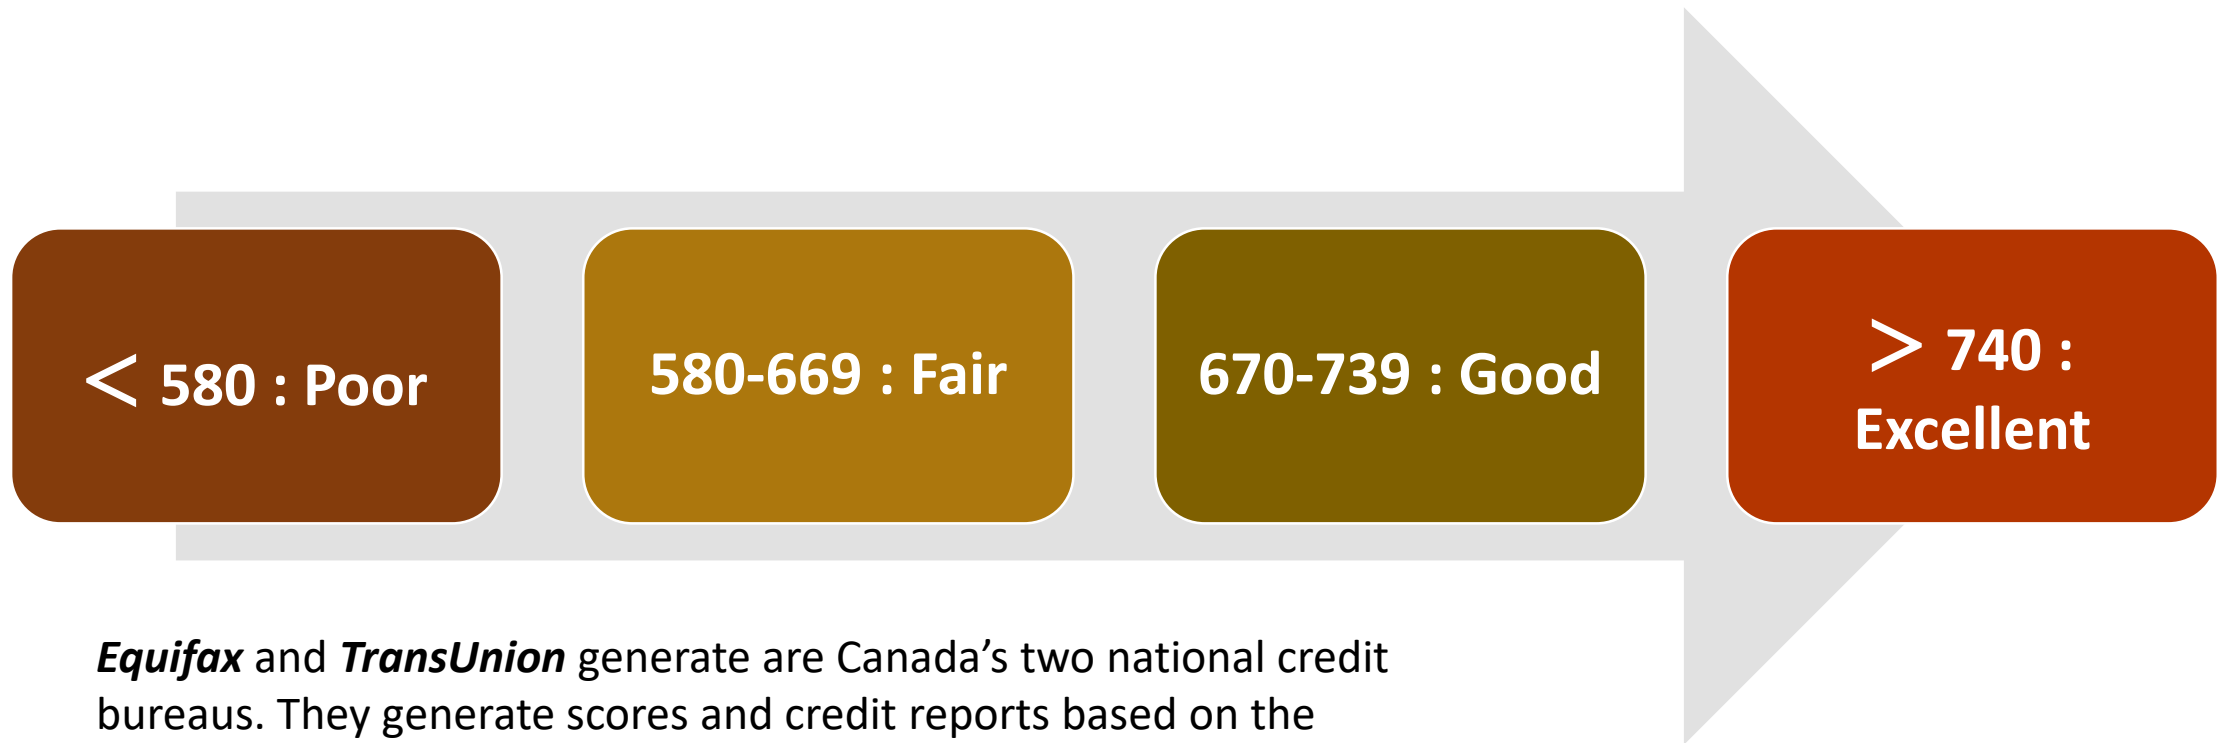 < 580 : Poor
580-669 : Fair
670-739 : Good
> 740 :
Excellent
Equifax and TransUnion generate are Canada’s two national credit
bureaus. They generate scores and credit reports based on the